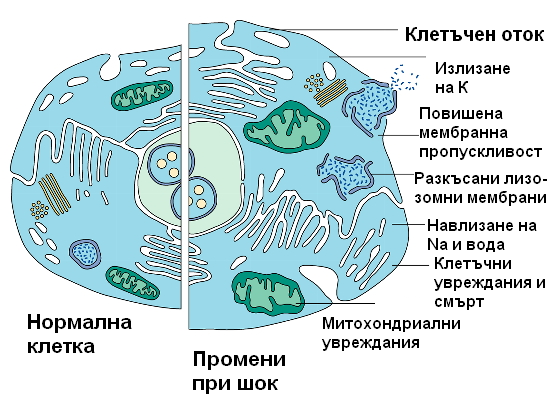 Клетъчен оток
Излизане
на К
Повишена
мембранна
пропускливост
Разкъсани лизо-
зомни мембрани
Навлизане на
Na и вода
Клетъчни
увреждания и
смърт
Митохондриални
увреждания
Нормална
клетка
Промени
при шок